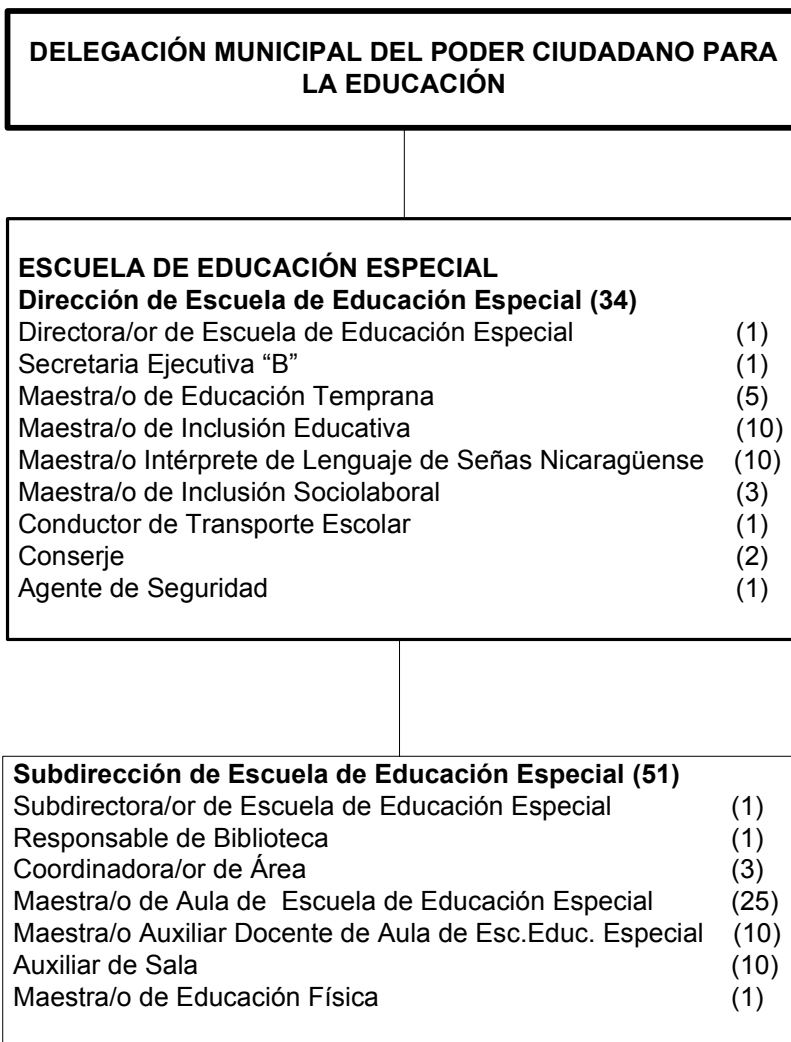 DELEGACIÓN MUNICIPAL DEL PODER CIUDADANO PARA
LA EDUCACIÓN
ESCUELA DE EDUCACIÓN ESPECIAL
Dirección de Escuela de Educación Especial (34)
Directora/or de Escuela de Educación Especial (1)
Secretaria Ejecutiva “B” (1)
Maestra/o de Educación Temprana (5)
Maestra/o de Inclusión Educativa (10)
Maestra/o Intérprete de Lenguaje de Señas Nicaragüense (10)
Maestra/o de Inclusión Sociolaboral (3)
Conductor de Transporte Escolar (1)
Conserje (2)
Agente de Seguridad (1)
Subdirección de Escuela de Educación Especial (51)
Subdirectora/or de Escuela de Educación Especial (1)
Responsable de Biblioteca (1)
Coordinadora/or de Área (3)
Maestra/o de Aula de Escuela de Educación Especial (25)
Maestra/o Auxiliar Docente de Aula de Esc.Educ. Especial (10)
Auxiliar de Sala (10)
Maestra/o de Educación Física (1)